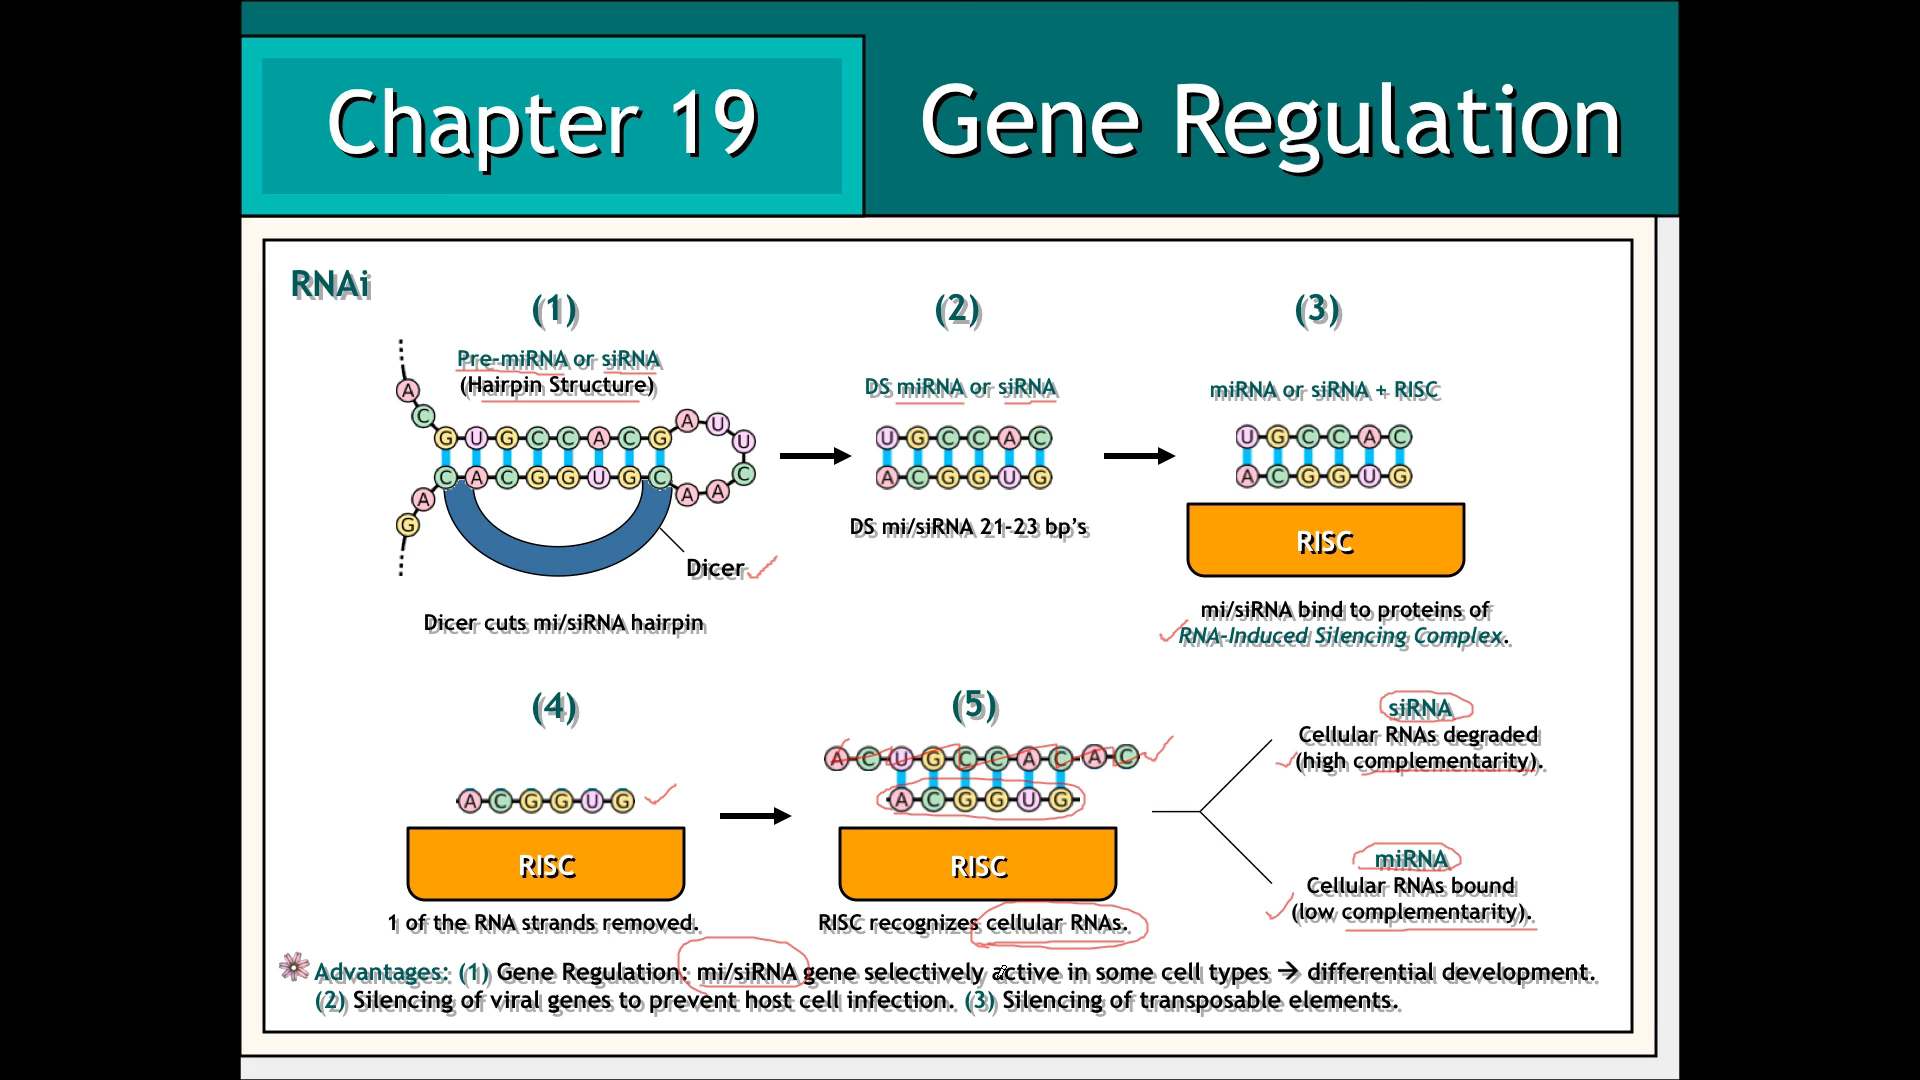 Chapter 19
Gene Regulation
RNAi
(1)
Pre-miRNA or siRNA
(Hairpin Structure)
A
C
G U G C C A C G A U U
C A C G G U G C A A C
A
G
Dicer
Dicer cuts mi/siRNA hairpin
(2)
DS miRNA or siRNA
U G C C A C
A C G G U G
DS mi/siRNA 21-23 bp's
(3)
miRNA or siRNA + RISC
U G C C A C
A C G G U G
RISC
mi/siRNA bind to proteins of
RNA-Induced Silencing Complex.
(4)
A C G G U G
RISC
1 of the RNA strands removed.
(5)
A C U G C C A C A C
A C G G U G
RISC
RISC recognizes cellular RNAs.
siRNA
Cellular RNAs degraded
(high complementarity).
miRNA
Cellular RNAs bound
(low complementarity).
Advantages: (1) Gene Regulation: mi/siRNA gene selectively active in some cell types → differential development.
(2) Silencing of viral genes to prevent host cell infection. (3) Silencing of transposable elements.